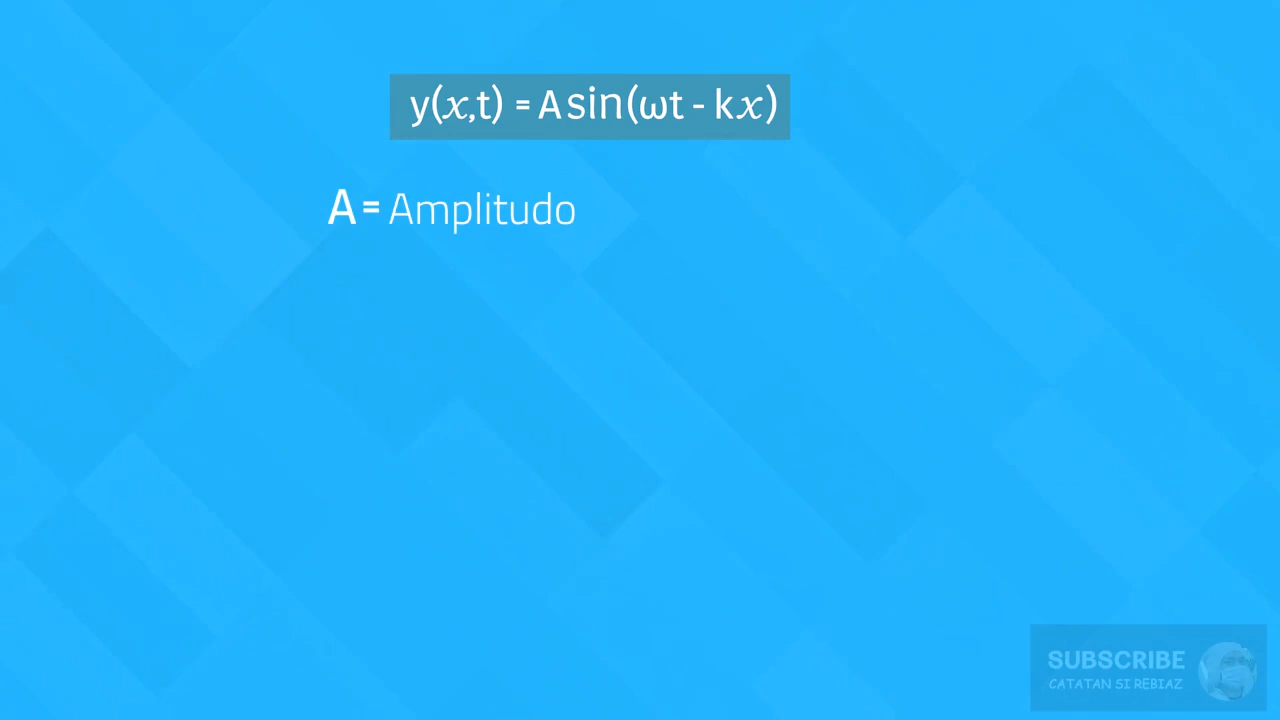 y(x,t) = A sin(ωt - kx)
A = Amplitudo
SUBSCRIBE
CATATAN SI REBIAZ